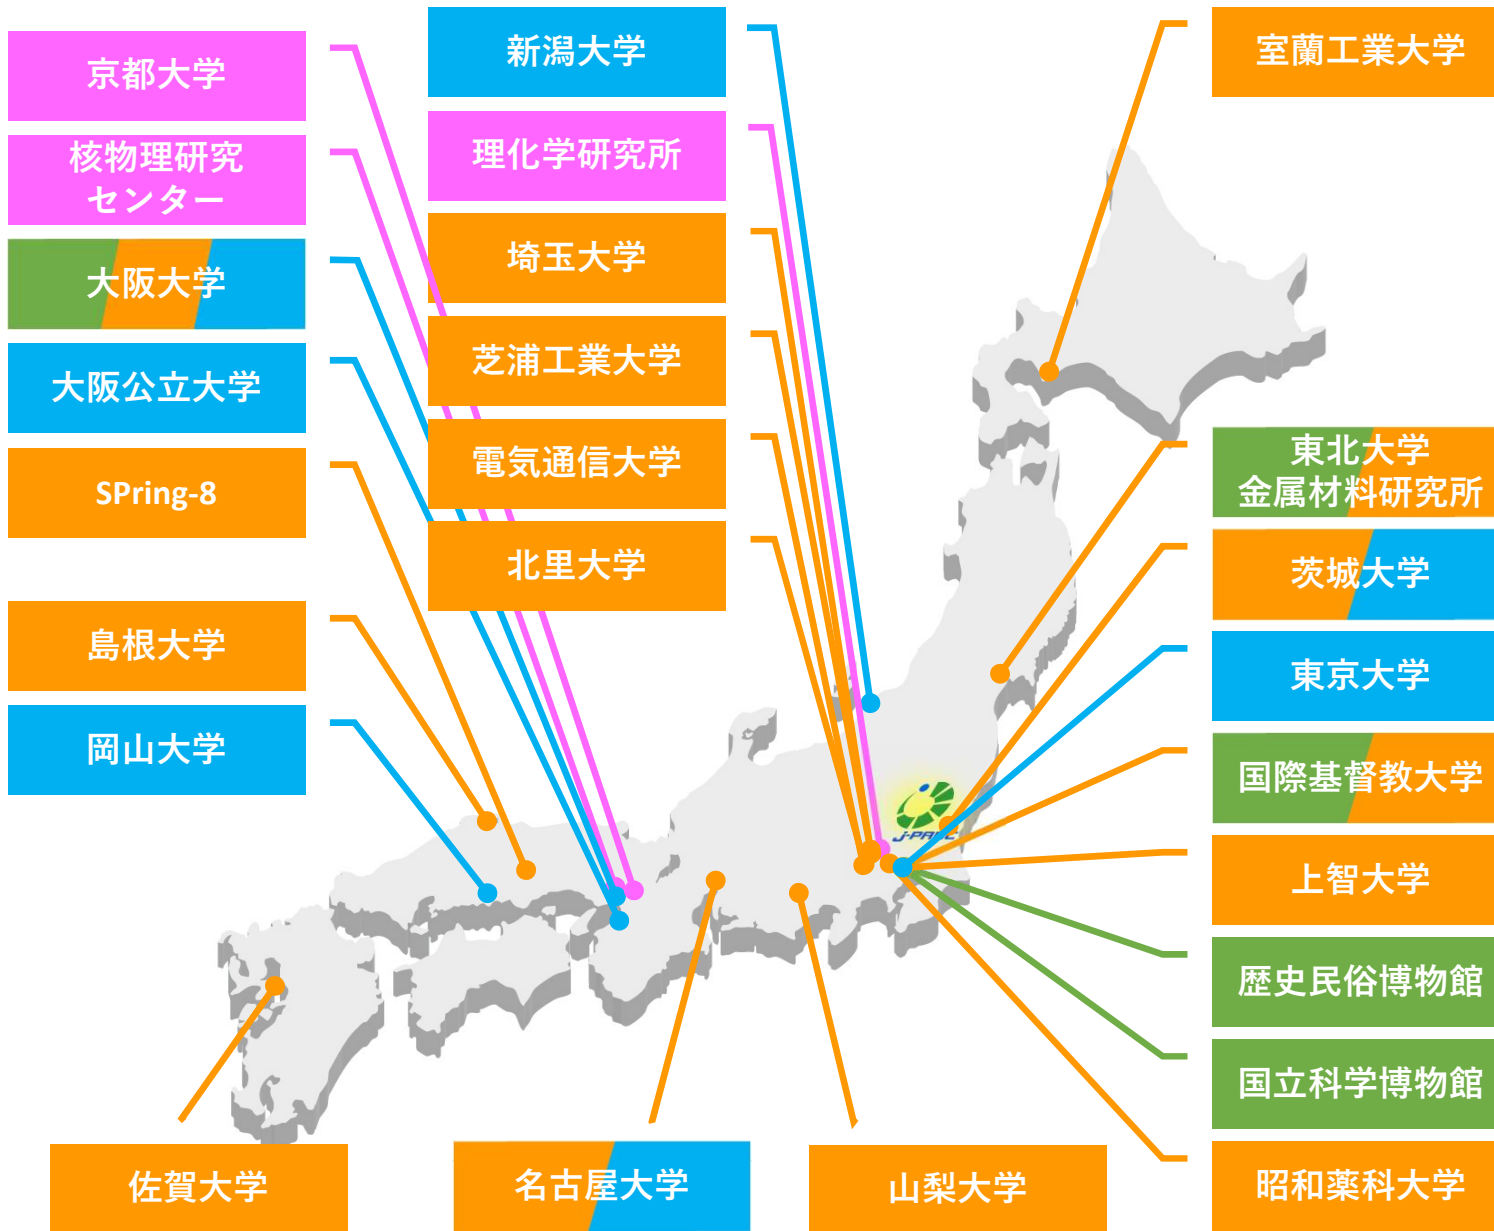 京都大学
核物理研究
センター
大阪大学
大阪公立大学
SPring-8
島根大学
岡山大学
新潟大学
理化学研究所
埼玉大学
芝浦工業大学
電気通信大学
北里大学
室蘭工業大学
東北大学
金属材料研究所
茨城大学
東京大学
国際基督教大学
上智大学
歴史民俗博物館
国立科学博物館
昭和薬科大学
J-PARC
佐賀大学
名古屋大学
山梨大学